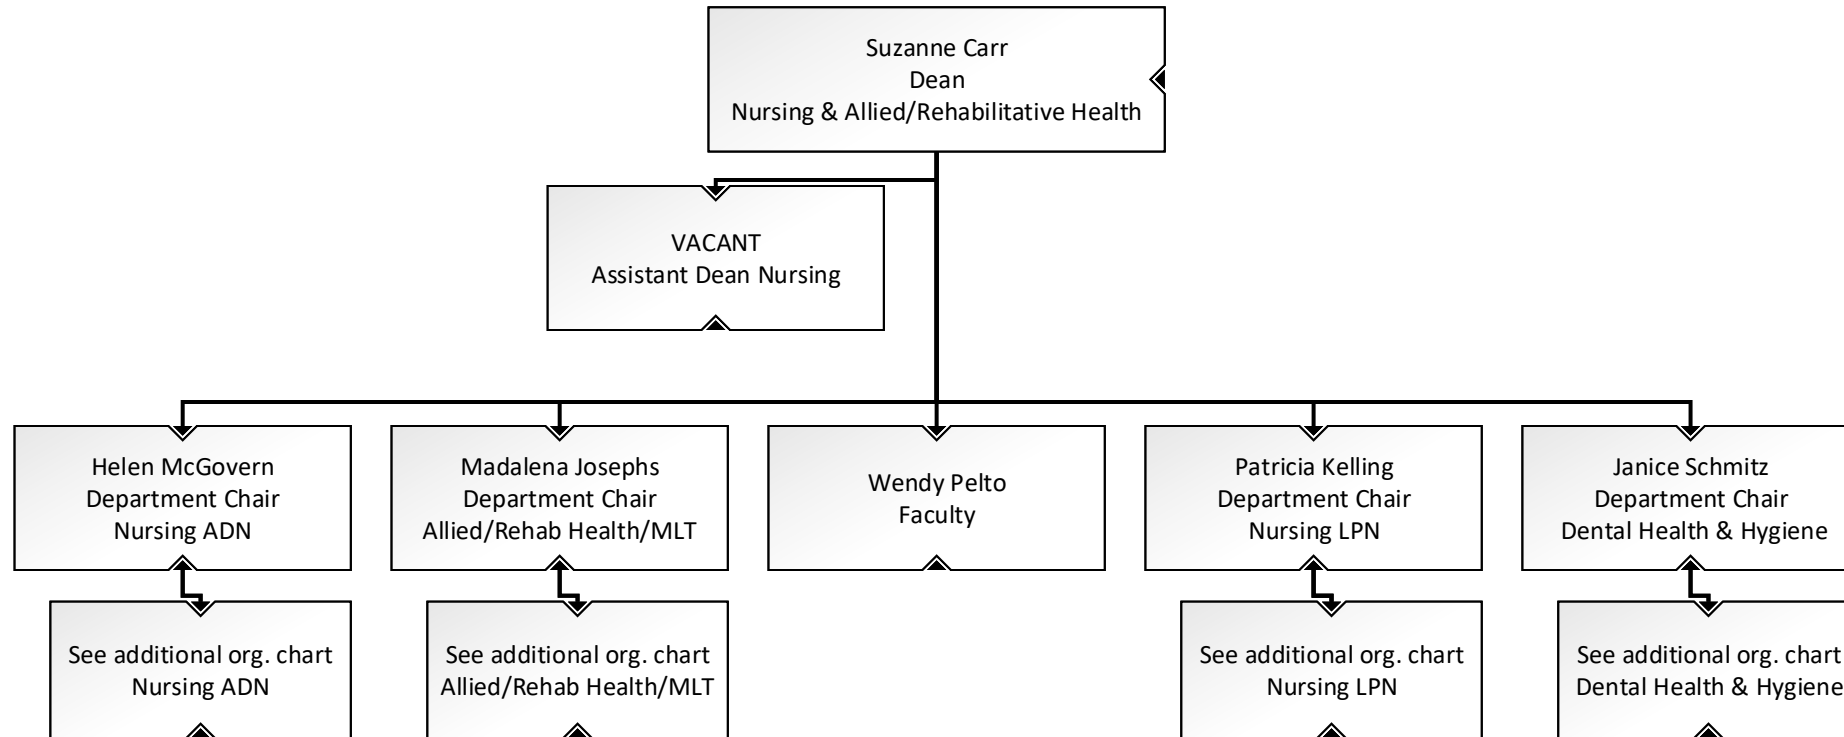 Suzanne Carr
Dean
Nursing & Allied/Rehabilitative Health
VACANT
Assistant Dean Nursing
Helen McGovern
Department Chair
Nursing ADN
Madalena Josephs
Department Chair
Allied/Rehab Health/MLT
Wendy Pelto
Faculty
Patricia Kelling
Department Chair
Nursing LPN
Janice Schmitz
Department Chair
Dental Health & Hygiene
See additional org. chart
Nursing ADN
See additional org. chart
Allied/Rehab Health/MLT
See additional org. chart
Nursing LPN
See additional org. chart
Dental Health & Hygiene